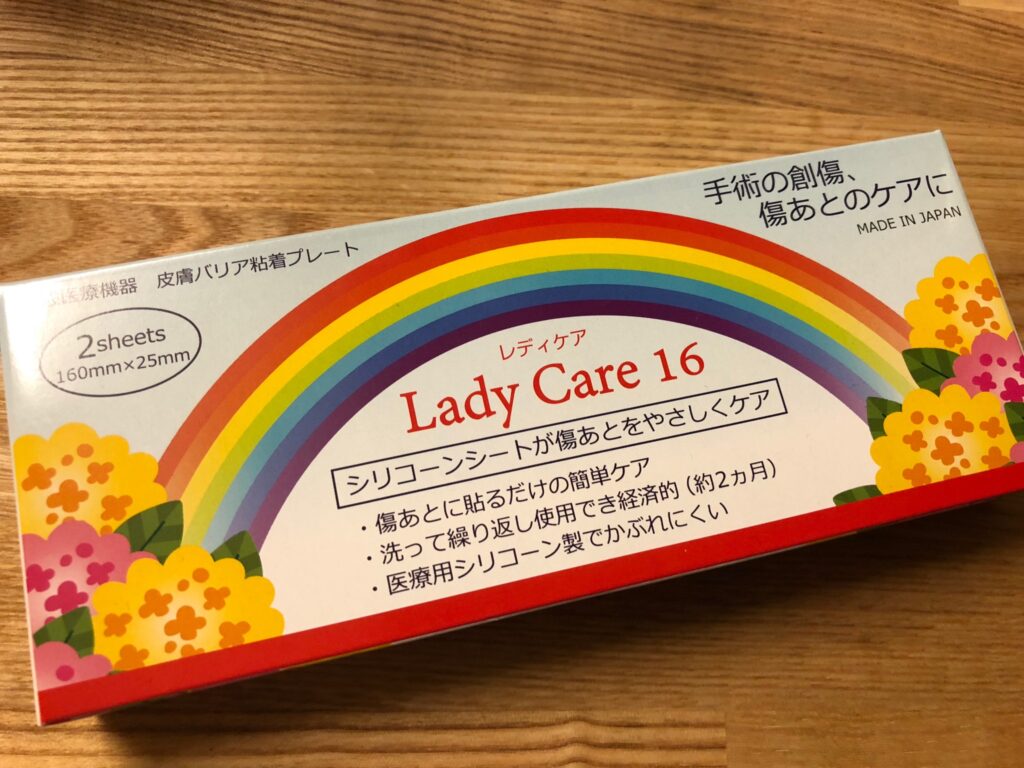 手術の創傷、
傷あとのケアに
MADE IN JAPAN
医療機器 皮膚バリア粘着プレート
2sheets
160mm×25mm
レディケア
Lady Care 16
シリコーンシートが傷あとをやさしくケア
・傷あとに貼るだけの簡単ケア
・洗って繰り返し使用でき経済的(約2ヵ月)
・医療用シリコーン製でかぶれにくい